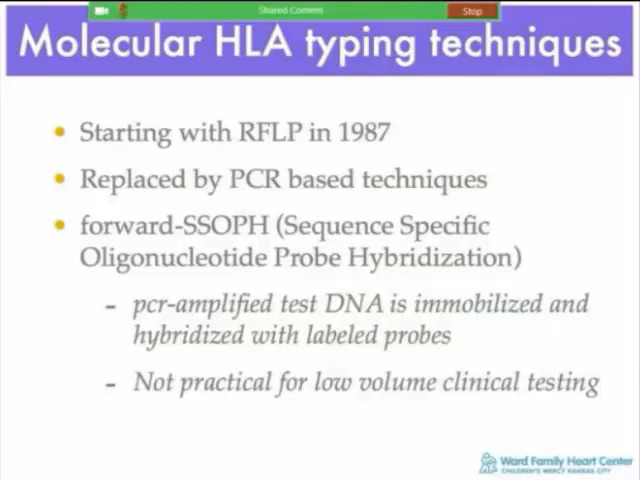 Shared Content
Stop
Molecular HLA typing techniques
• Starting with RFLP in 1987
• Replaced by PCR based techniques
• forward-SSOPH (Sequence Specific
Oligonucleotide Probe Hybridization)
- pcr-amplified test DNA is immobilized and
hybridized with labeled probes
- Not practical for low volume clinical testing
Ward Family Heart Center
CHILDREN'S MERCY KANSAS CITY